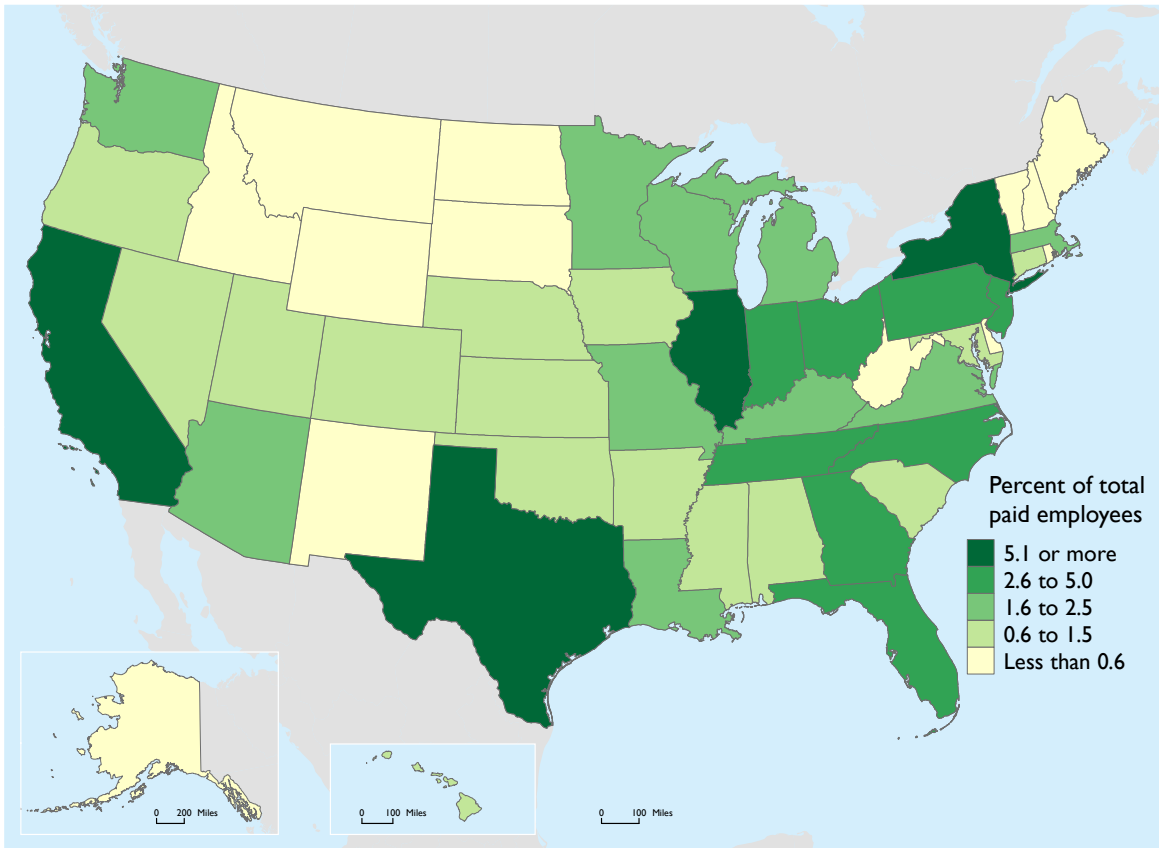 Percent of total
paid employees
5.1 or more
2.6 to 5.0
1.6 to 2.5
0.6 to 1.5
Less than 0.6
0 200 Miles
0 100 Miles
0 100 Miles